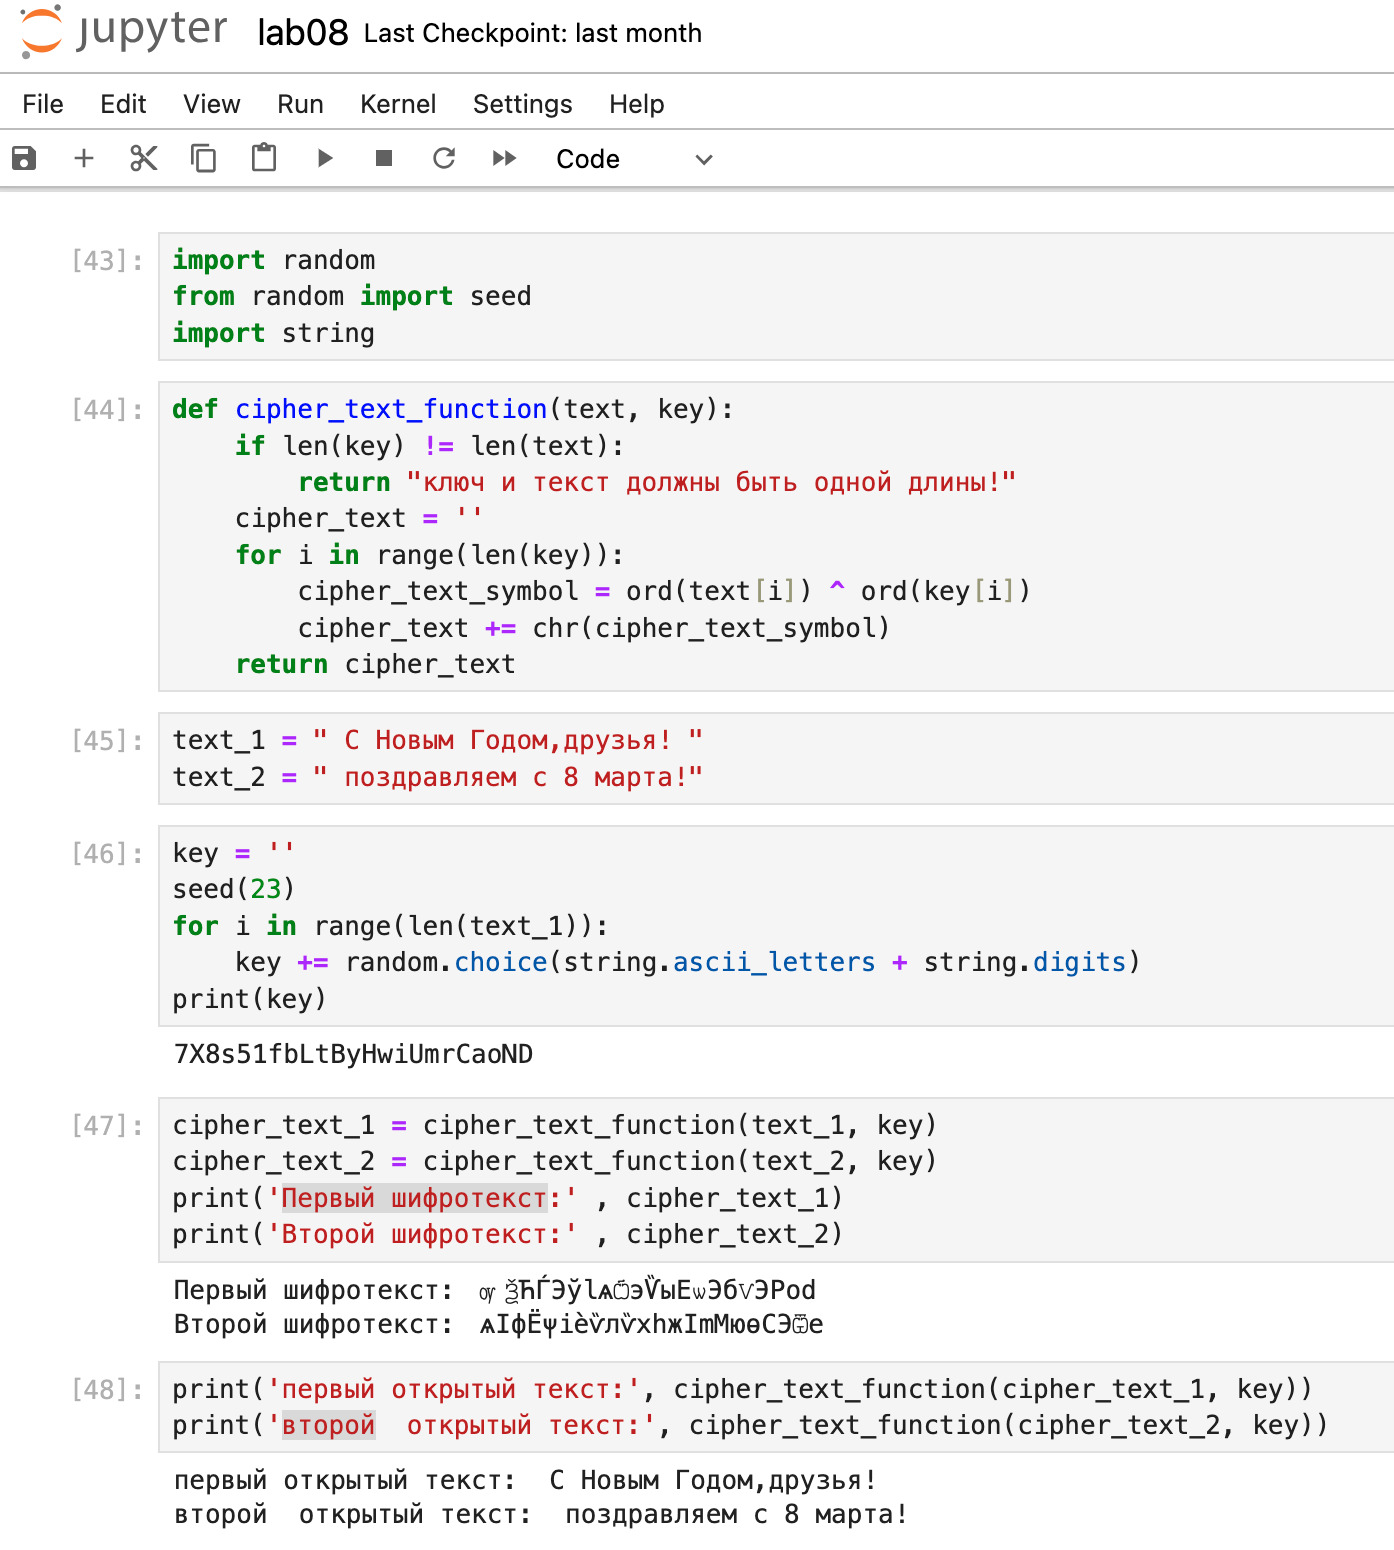 jupyter lab08 Last Checkpoint: last month
File Edit View Run Kernel Settings Help
Code
[43]: import random
from random import seed
import string
[44]: def cipher_text_function(text, key):
    if len(key) != len(text):
        return "ключ и текст должны быть одной длины!"
    cipher_text = ''
    for i in range(len(key)):
        cipher_text_symbol = ord(text[i]) ^ ord(key[i])
        cipher_text += chr(cipher_text_symbol)
    return cipher_text
[45]: text_1 = " С Новым Годом,друзья! "
text_2 = " поздравляем с 8 марта!"
[46]: key = ''
seed(23)
for i in range(len(text_1)):
    key += random.choice(string.ascii_letters + string.digits)
print(key)
7X8s51fbLtByHwiUmrCaoND
[47]: cipher_text_1 = cipher_text_function(text_1, key)
cipher_text_2 = cipher_text_function(text_2, key)
print('Первый шифротекст:' , cipher_text_1)
print('Второй шифротекст:' , cipher_text_2)
Первый шифротекст:
Второй шифротекст:
[48]: print('первый открытый текст:', cipher_text_function(cipher_text_1, key))
print('второй  открытый текст:', cipher_text_function(cipher_text_2, key))
первый открытый текст:  С Новым Годом,друзья!
второй  открытый текст:  поздравляем с 8 марта!